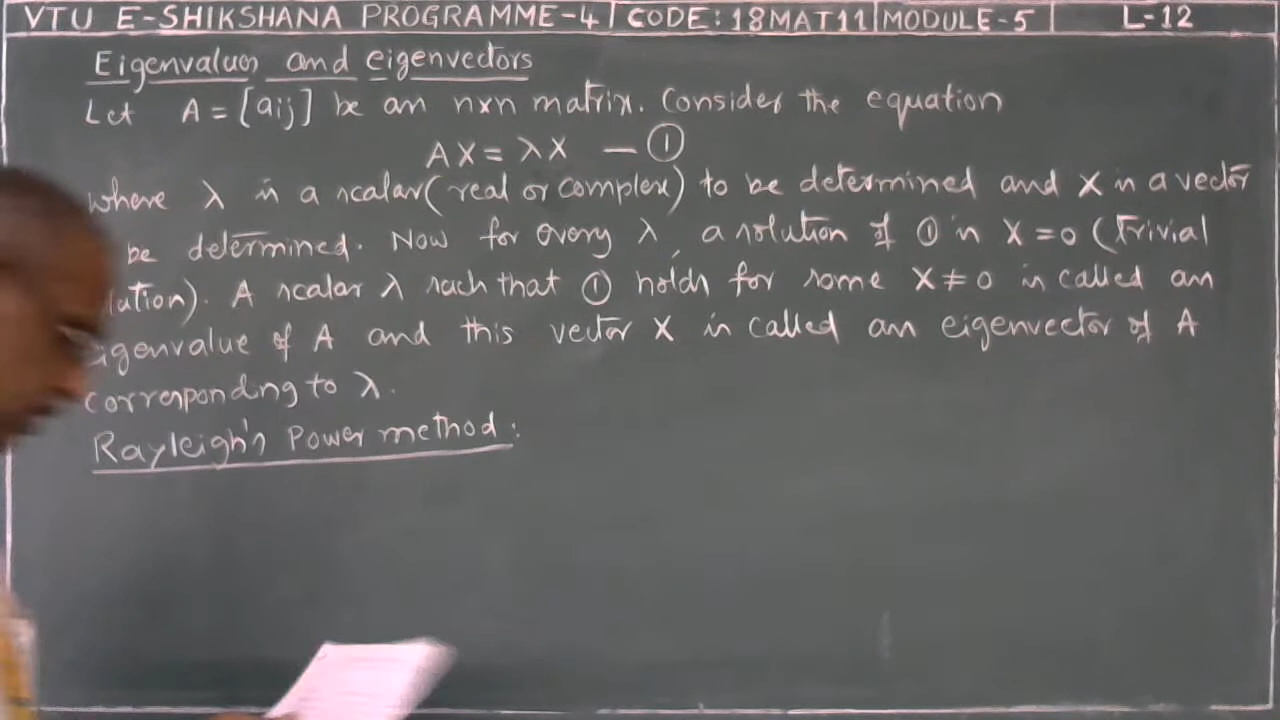 VTU E-SHIKSHANA PROGRAMME-4 | CODE: 18MAT11 | MODULE-5 | L-12
Eigenvalues and eigenvectors
Let A = [aij] be an nxn matrix. Consider the equation
AX = λX — ①
where λ is a scalar (real or complex) to be determined and X is a vector
be determined. Now for every λ, a solution of ① is X = 0 (Trivial
lution). A scalar λ such that ① holds for some X ≠ 0 is called an
igenvalue of A and this vector X is called an eigenvector of A
corresponding to λ.
Rayleigh's Power method :